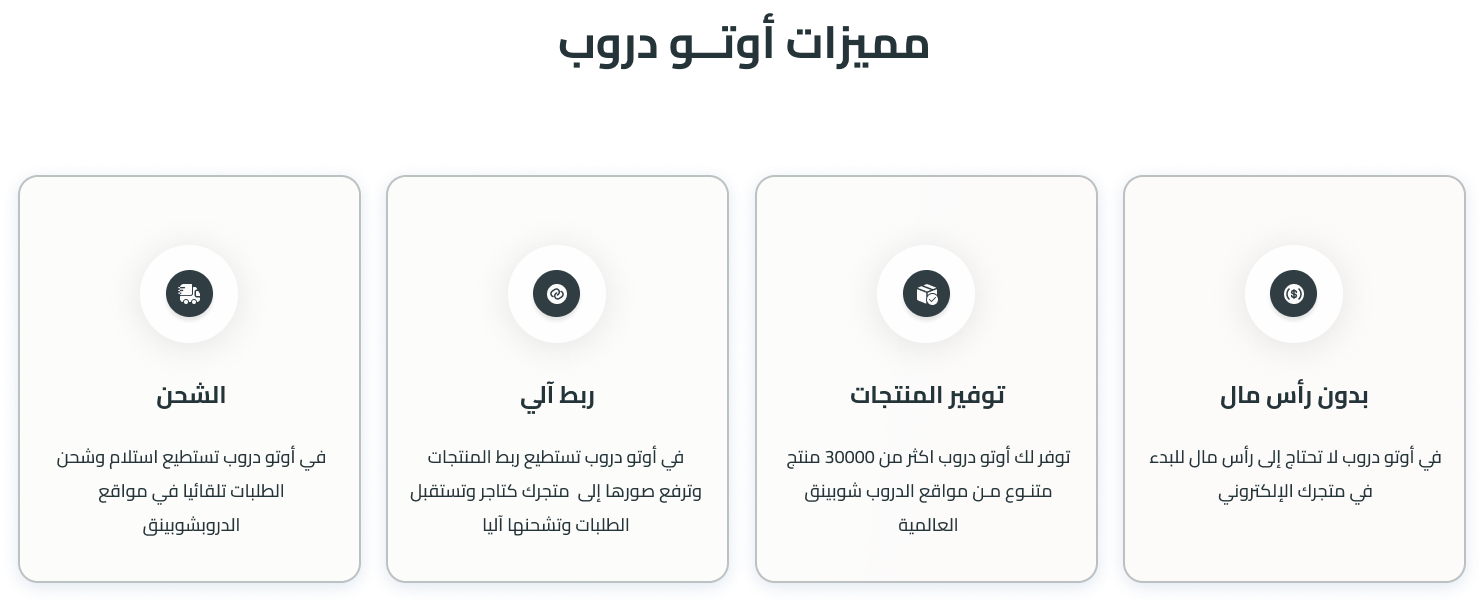 مميزات أوتــو دروب
بدون رأس مال
في أوتو دروب لا تحتاج إلى رأس مال للبدء
في متجرك الإلكتروني
توفير المنتجات
توفر لك أوتو دروب اكثر من 30000 منتج
متنـوع مـن مواقع الدروب شوبينق
العالمية
ربط آلي
في أوتو دروب تستطيع ربط المنتجات
وترفع صورها إلى متجرك كتاجر وتستقبل
الطلبات وتشحنها آليا
الشحن
في أوتو دروب تستطيع استلام وشحن
الطلبات تلقائيا في مواقع
الدروبشوبينق